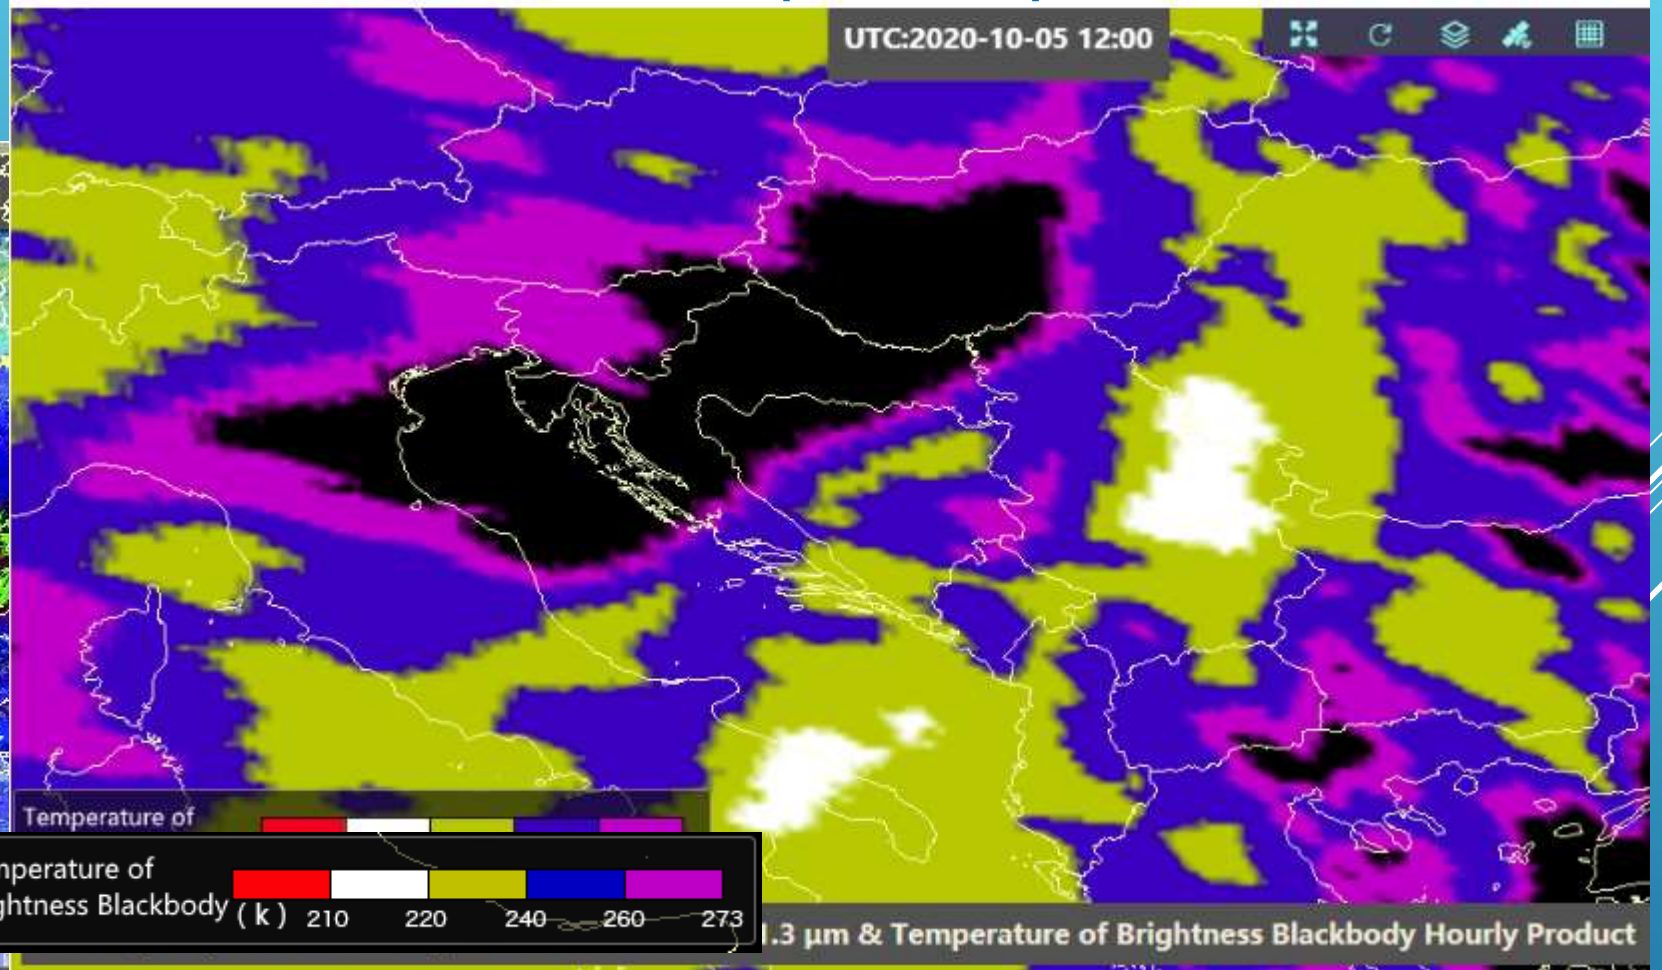 UTC:2020-10-05 12:00
Temperature of
mperature of
ghtness Blackbody ( k ) 210 220 240 260 273
.3 μm & Temperature of Brightness Blackbody Hourly Product